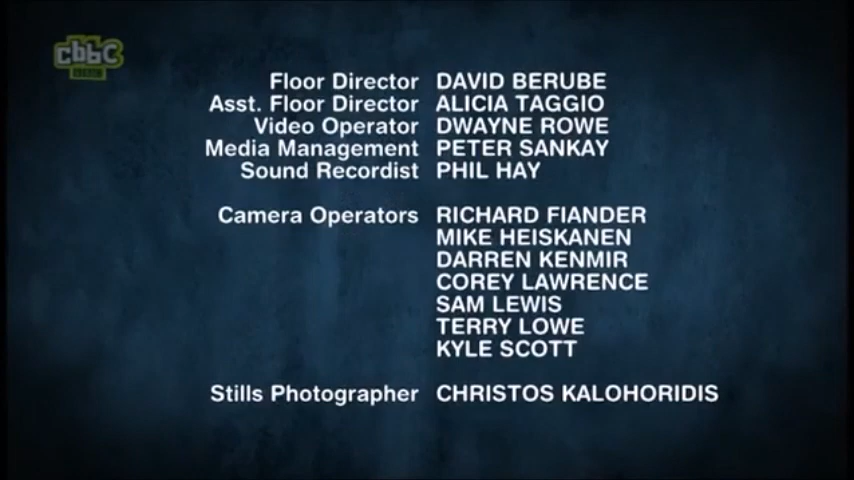 cbbc
BBC
Floor Director DAVID BERUBE
Asst. Floor Director ALICIA TAGGIO
Video Operator DWAYNE ROWE
Media Management PETER SANKAY
Sound Recordist PHIL HAY
Camera Operators RICHARD FIANDER
MIKE HEISKANEN
DARREN KENMIR
COREY LAWRENCE
SAM LEWIS
TERRY LOWE
KYLE SCOTT
Stills Photographer CHRISTOS KALOHORIDIS